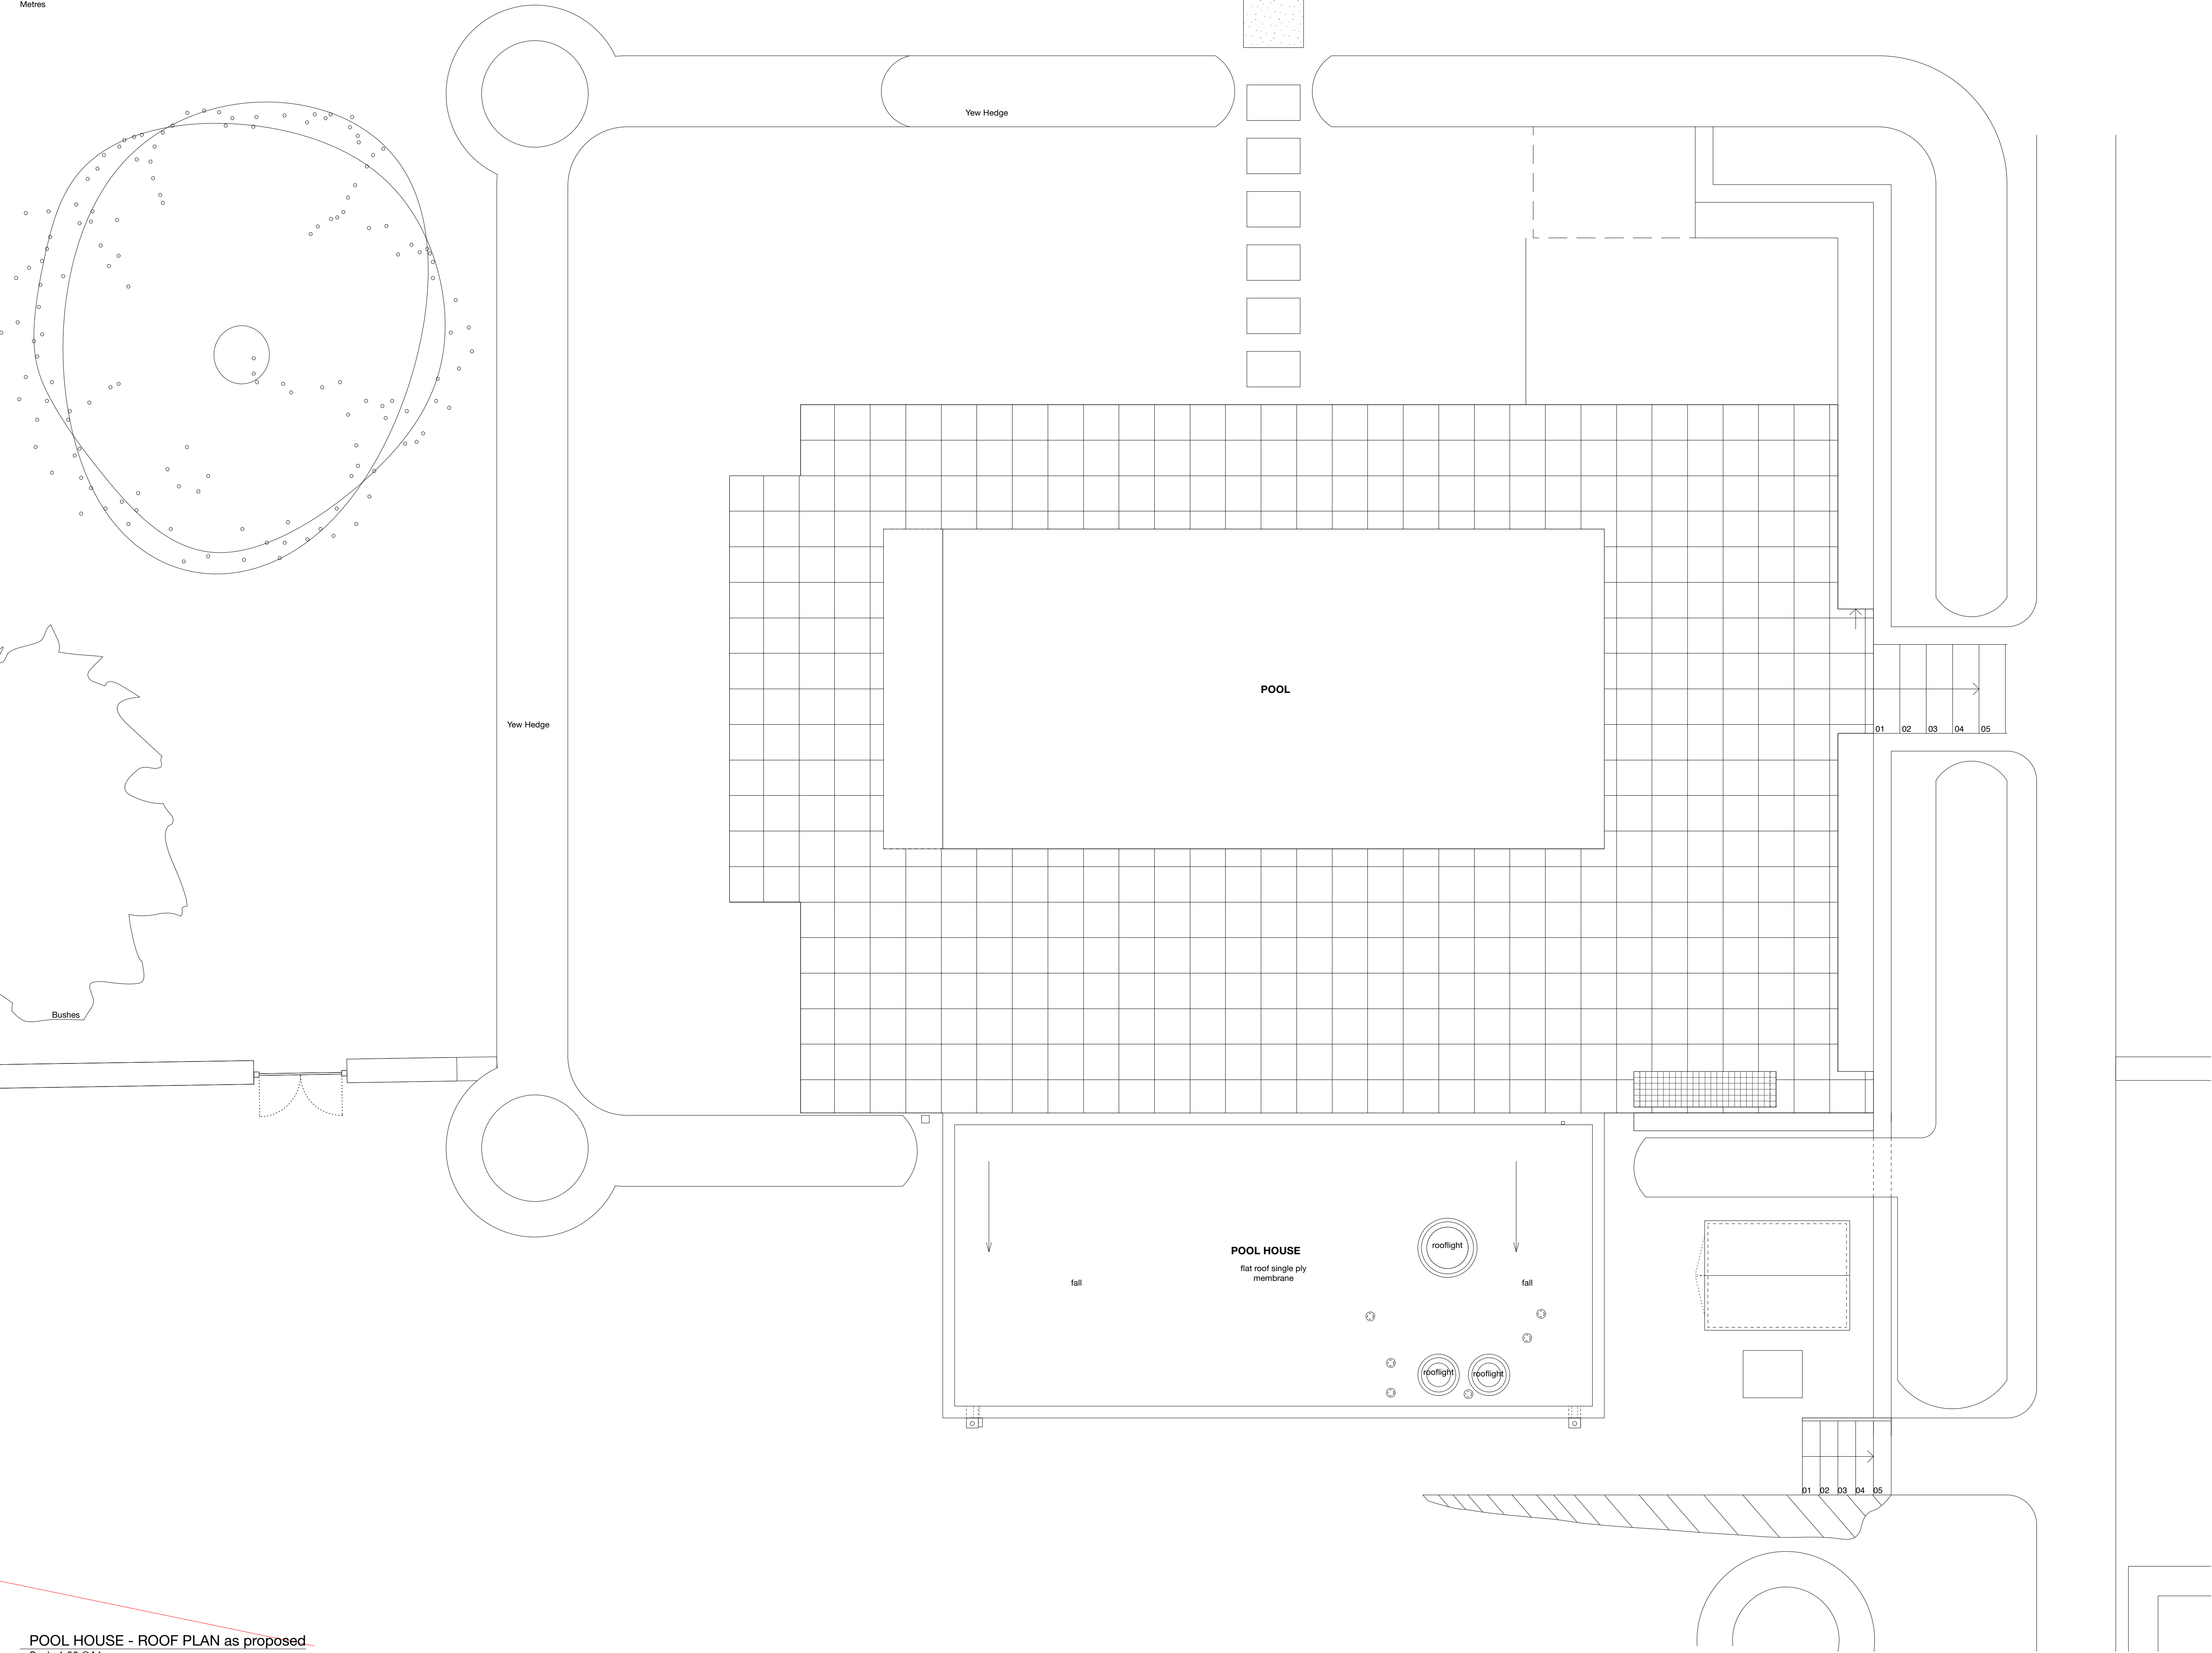 Metres
Yew Hedge
POOL
Yew Hedge
01 02 03 04 05
Bushes
POOL HOUSE
flat roof single ply
membrane
rooflight
fall
fall
rooflight
rooflight
01 02 03 04 05
POOL HOUSE - ROOF PLAN as proposed